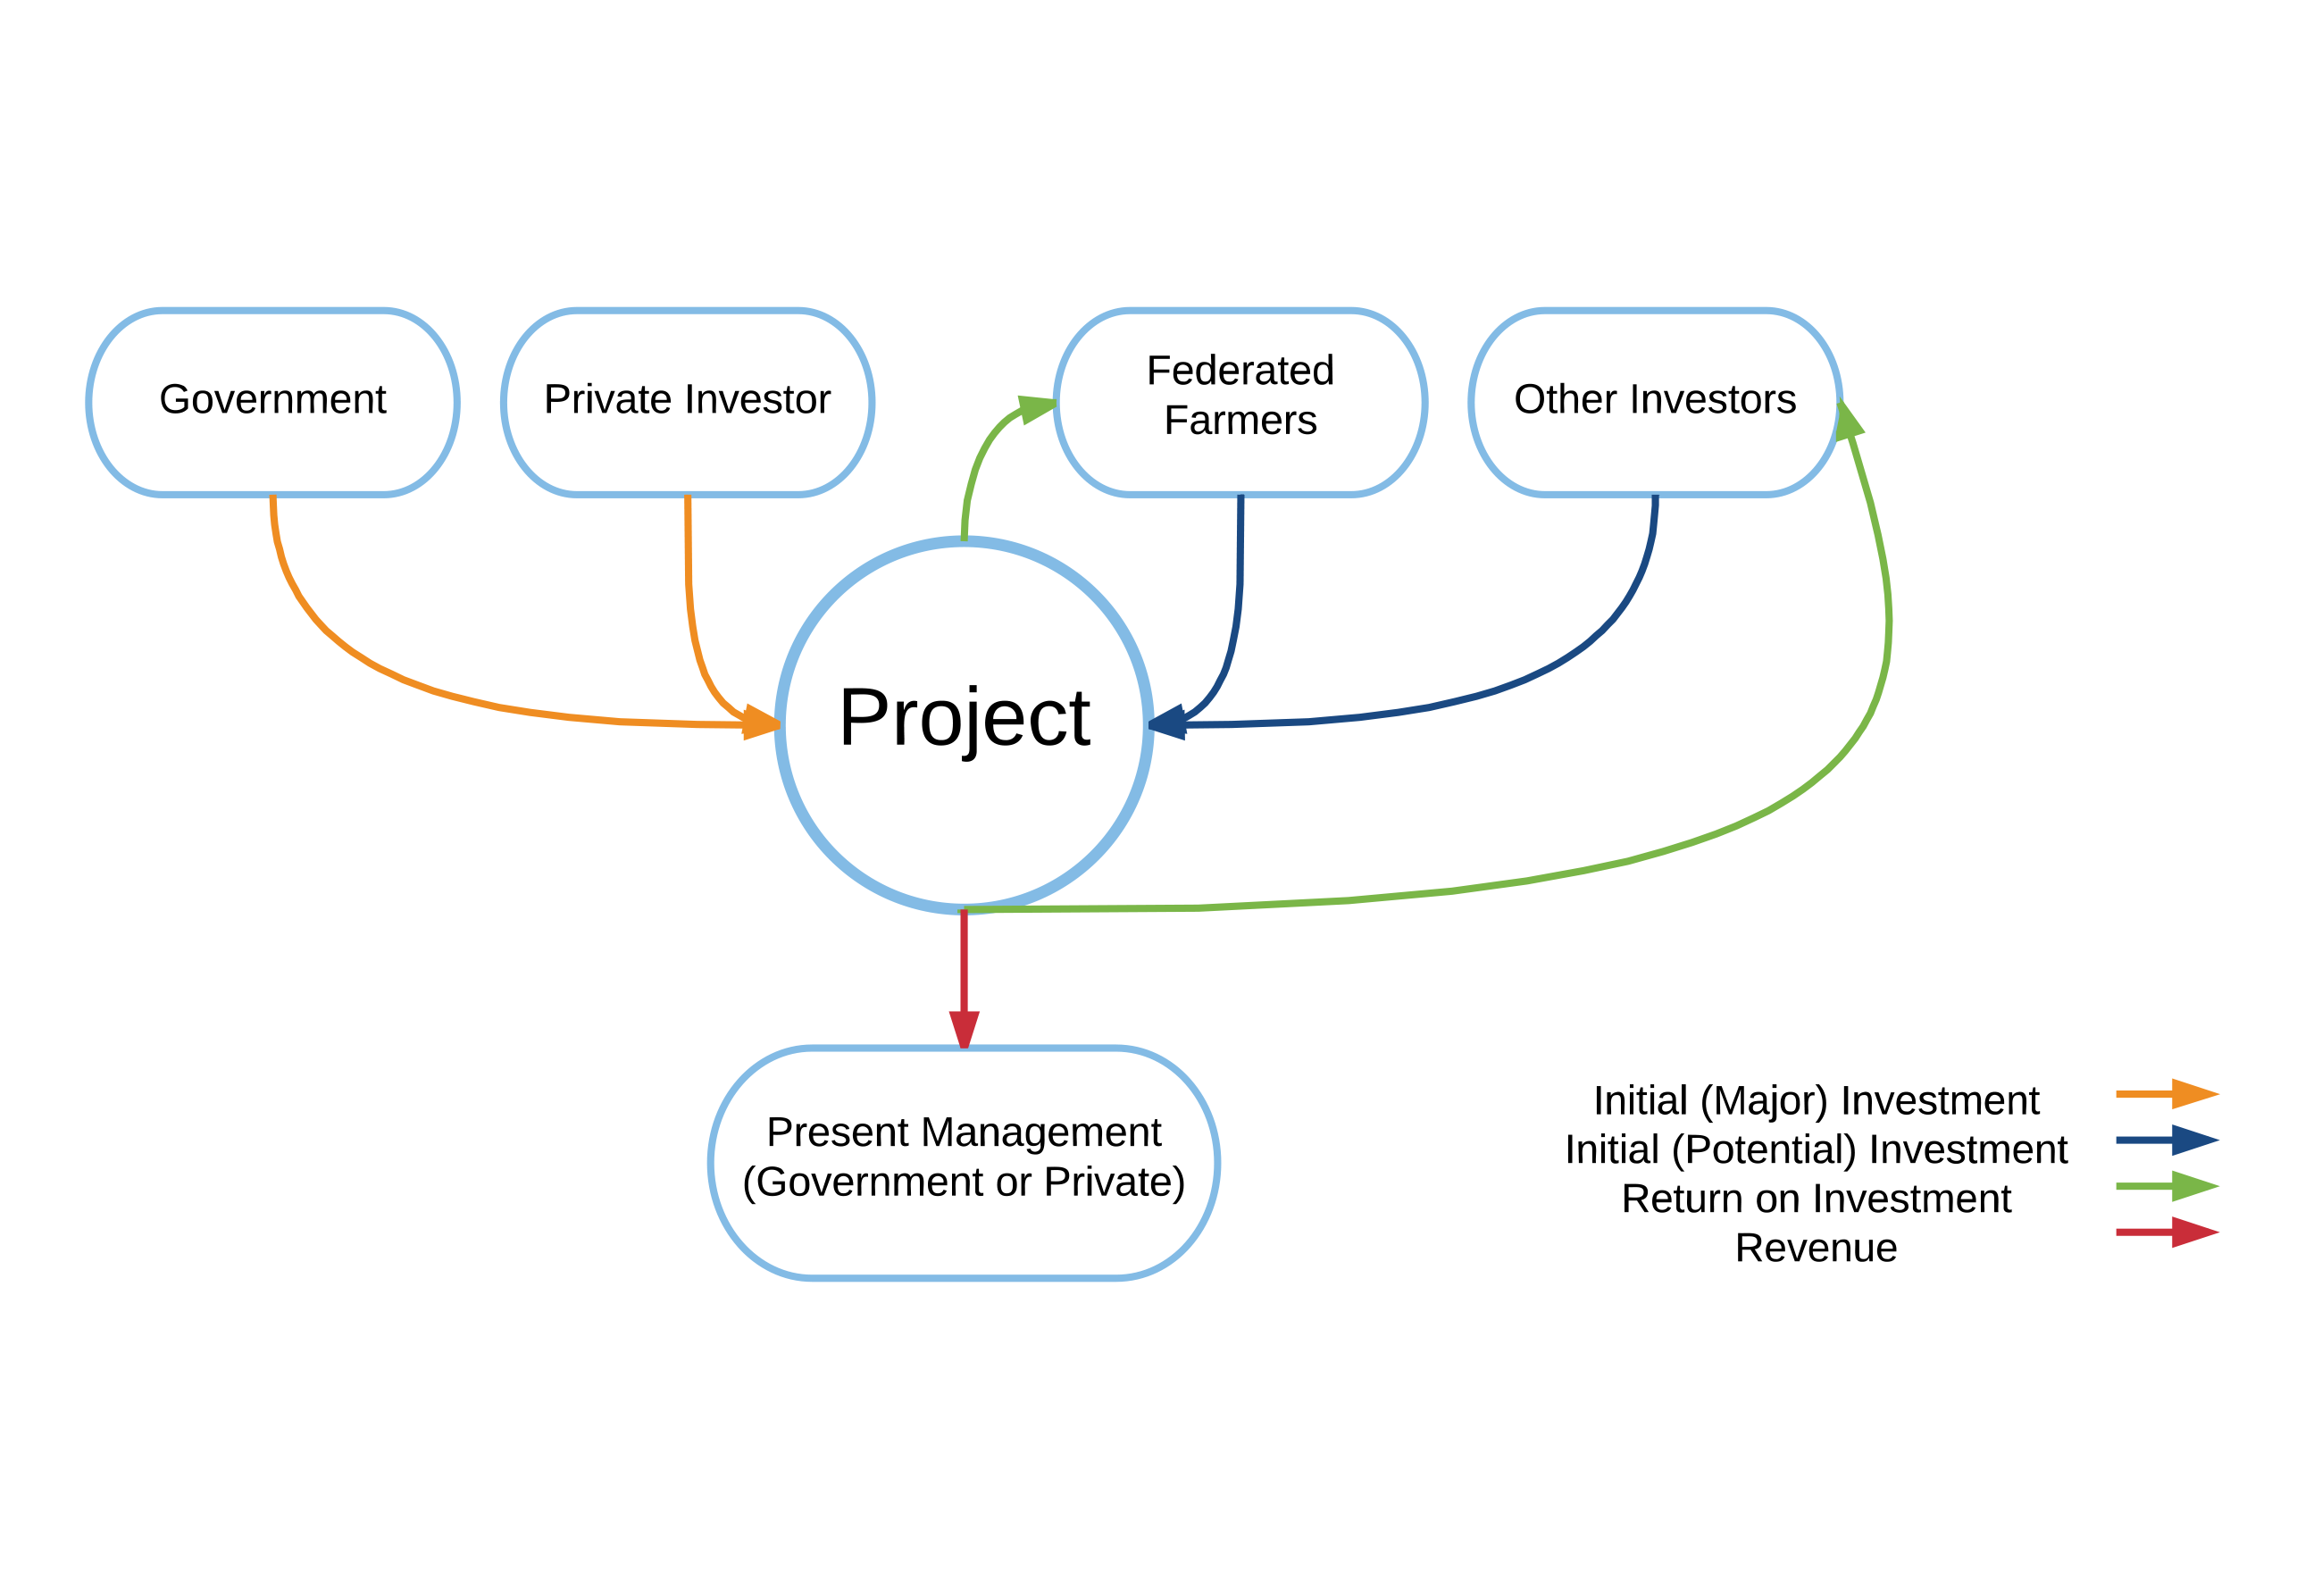 Government
Private Investor
Federated
Farmers
Other Investors
Project
Present Management
(Government or Private)
Initial (Major) Investment
Initial (Potential) Investment
Return on Investment
Revenue